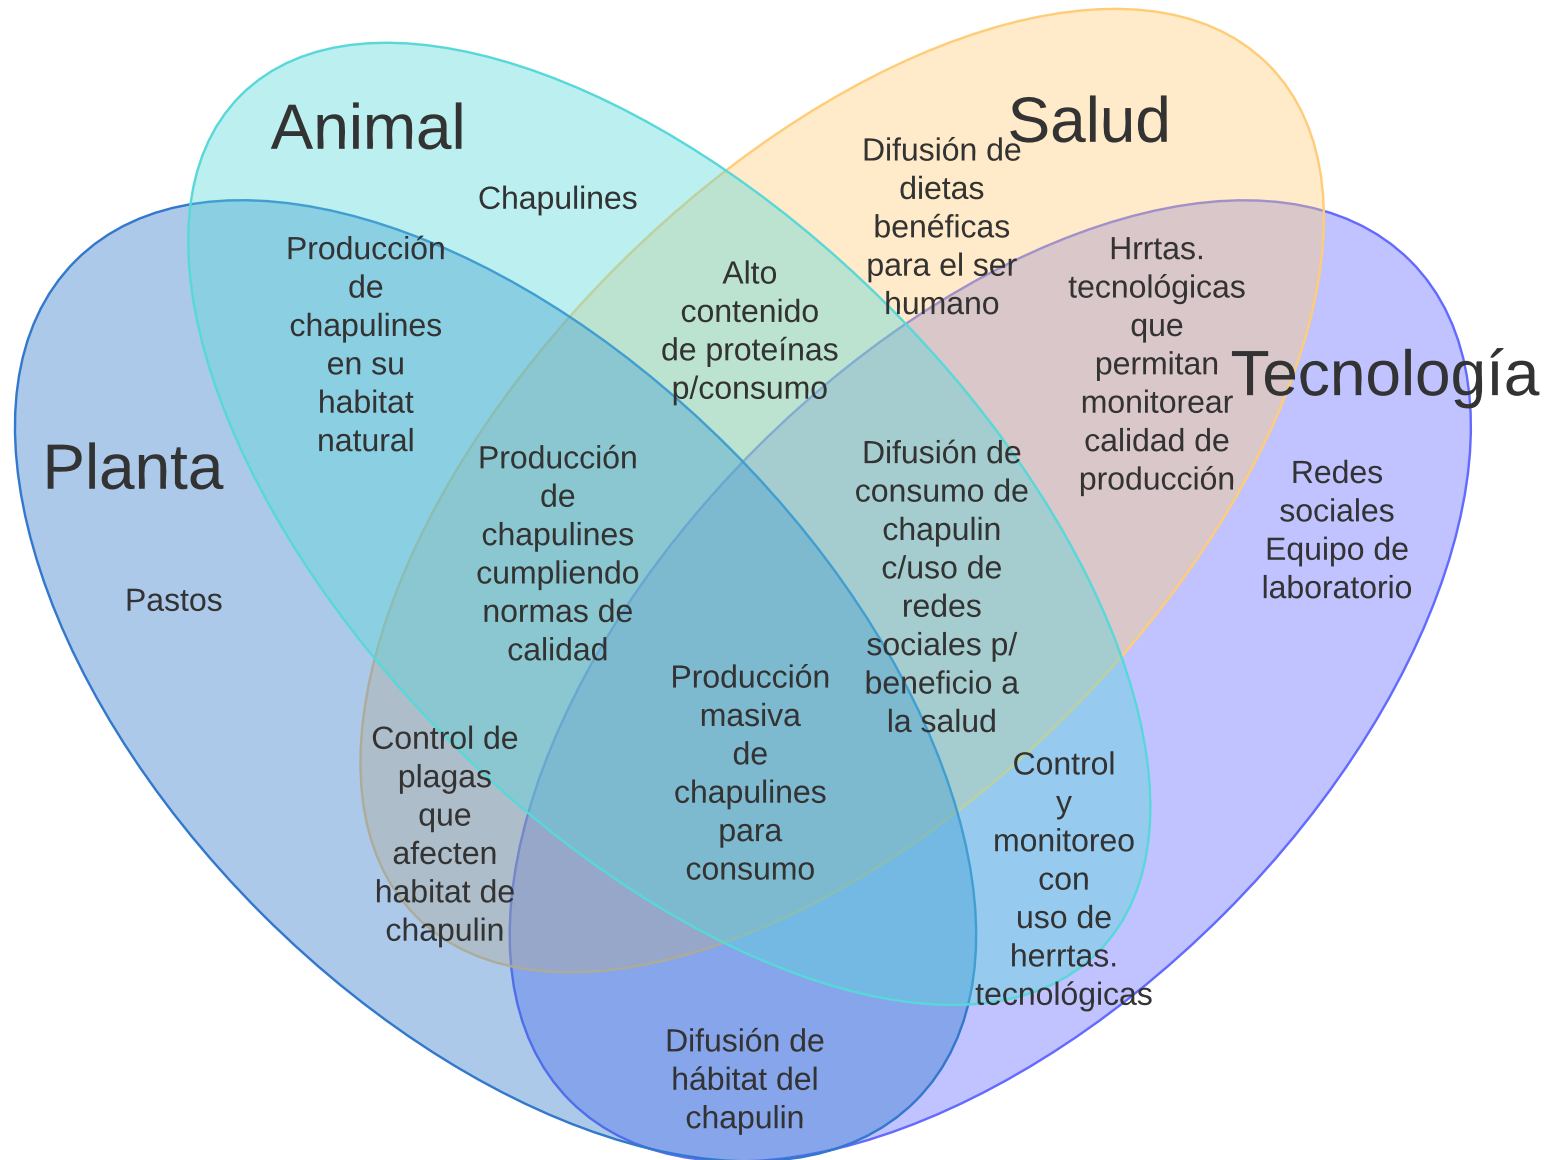 Animal
Salud
Tecnología
Planta
Chapulines
Pastos
Producción
de
chapulines
en su
habitat
natural
Alto
contenido
de proteínas
p/consumo
Difusión de
dietas
benéficas
para el ser
humano
Hrrtas.
tecnológicas
que
permitan
monitorear
calidad de
producción
Redes
sociales
Equipo de
laboratorio
Producción
de
chapulines
cumpliendo
normas de
calidad
Difusión de
consumo de
chapulin
c/uso de
redes
sociales p/
beneficio a
la salud
Producción
masiva
de
chapulines
para
consumo
Control de
plagas
que
afecten
habitat de
chapulin
Control
y
monitoreo
con
uso de
herrtas.
tecnológicas
Difusión de
hábitat del
chapulin